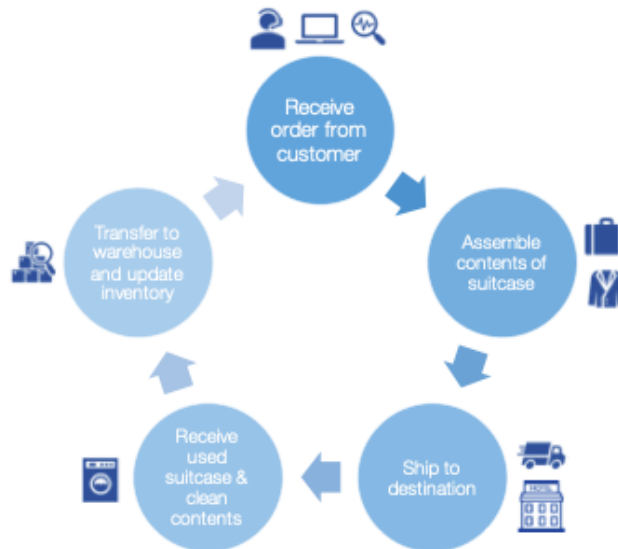 Receive
order from
customer
Assemble
contents of
suitcase
HOTEL
Ship to
destination
Receive
used
suitcase &
clean
contents
Transfer to
warehouse
and update
inventory